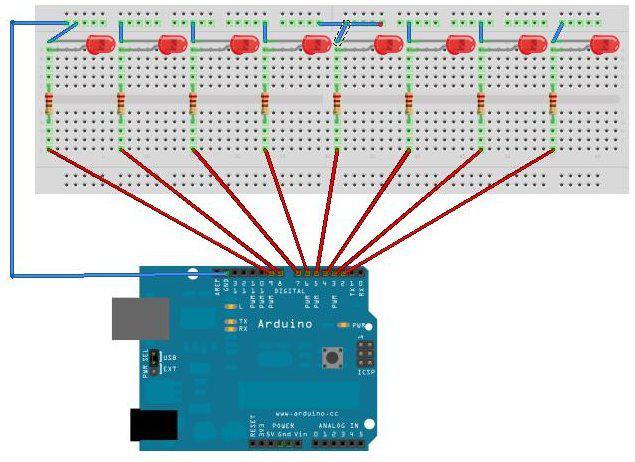 AREF
GND
13
12
11
10
9
8
7
6
5
4
3
2
1
0
PWM
PWM
PWM
PWM
PWM
PWM
TX
RX
DIGITAL
L
TX
RX
Arduino
PWR
USB
EXT
PWR SEL
ICSP
www.arduino.cc
POWER
ANALOG IN
RESET
3V3
5V Gnd Vin
0 1 2 3 4 5